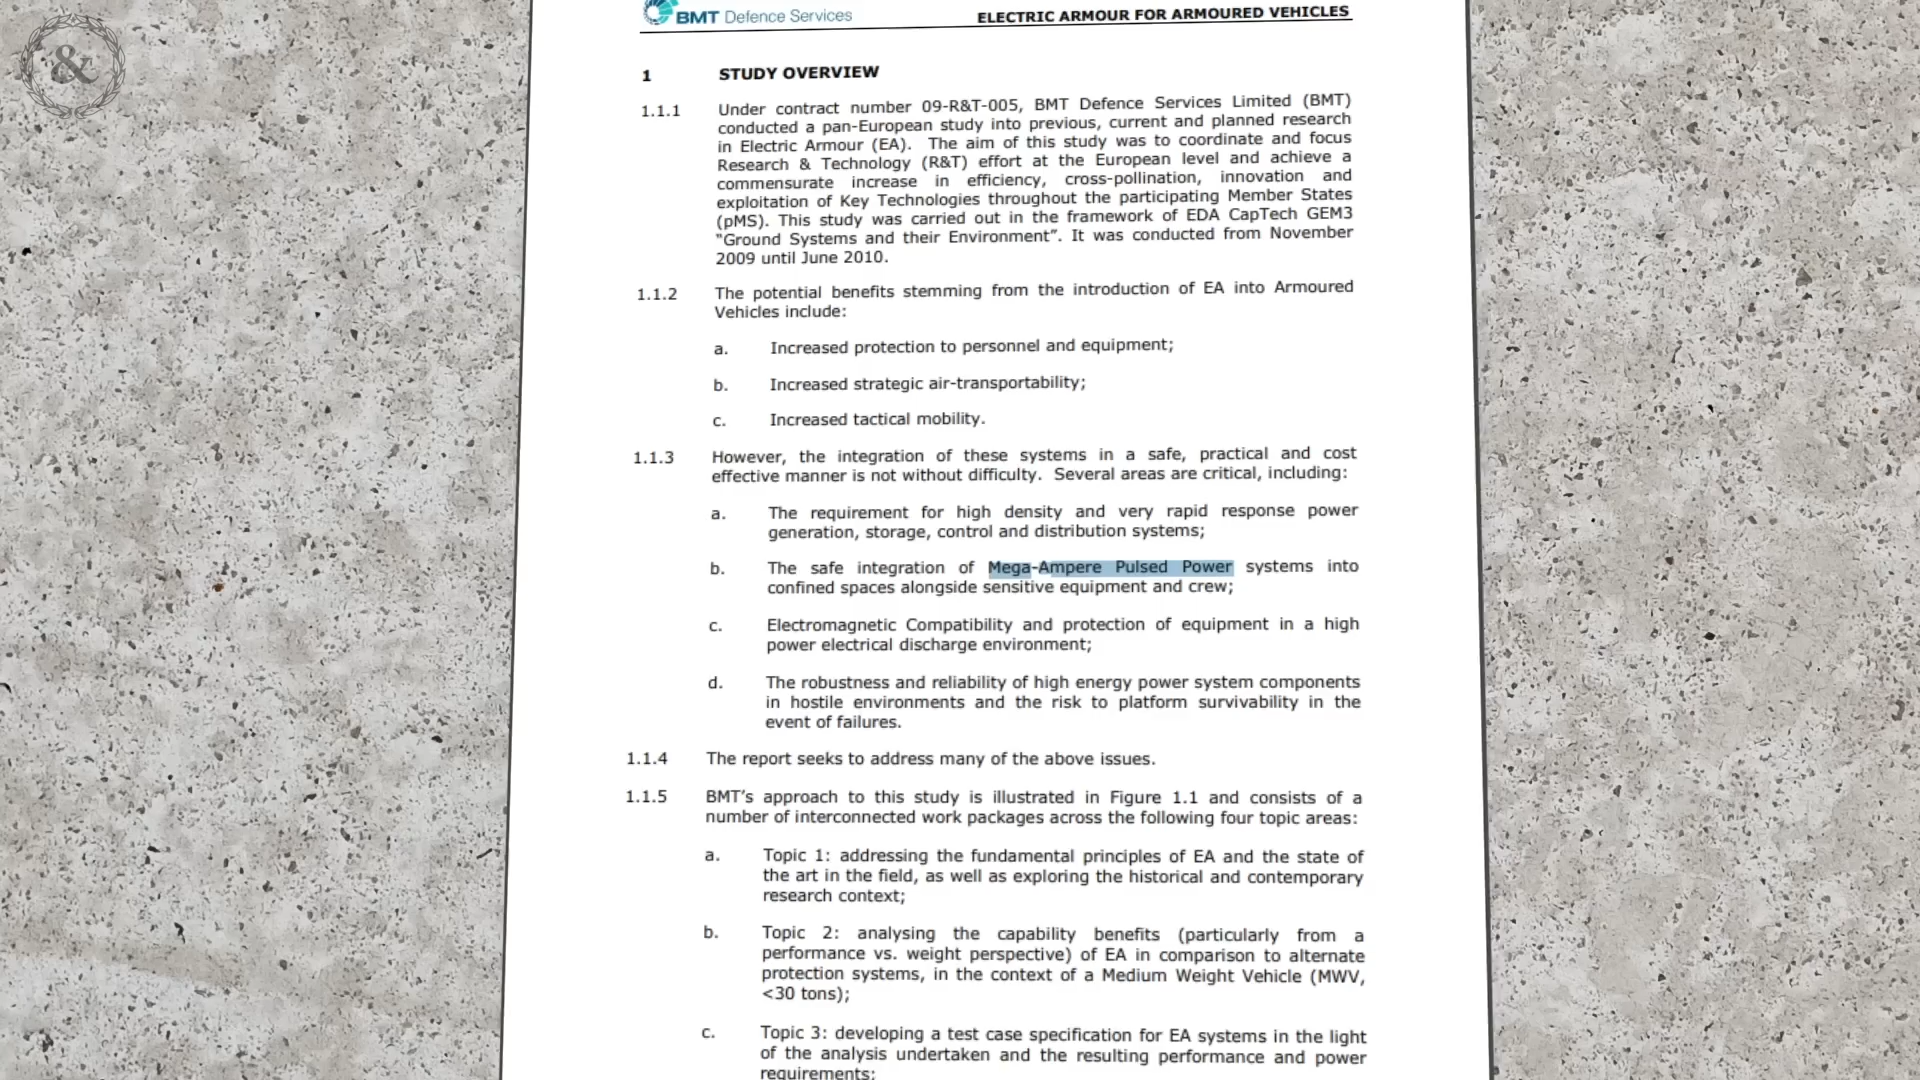 &
BMT Defence Services
ELECTRIC ARMOUR FOR ARMOURED VEHICLES
1 STUDY OVERVIEW
1.1.1 Under contract number 09-R&T-005, BMT Defence Services Limited (BMT)
conducted a pan-European study into previous, current and planned research
in Electric Armour (EA). The aim of this study was to coordinate and focus
Research & Technology (R&T) effort at the European level and achieve a
commensurate increase in efficiency, cross-pollination, innovation and
exploitation of Key Technologies throughout the participating Member States
(pMS). This study was carried out in the framework of EDA CapTech GEM3
"Ground Systems and their Environment". It was conducted from November
2009 until June 2010.
1.1.2 The potential benefits stemming from the introduction of EA into Armoured
Vehicles include:
a. Increased protection to personnel and equipment;
b. Increased strategic air-transportability;
c. Increased tactical mobility.
1.1.3 However, the integration of these systems in a safe, practical and cost
effective manner is not without difficulty. Several areas are critical, including:
a. The requirement for high density and very rapid response power
generation, storage, control and distribution systems;
b. The safe integration of Mega-Ampere Pulsed Power systems into
confined spaces alongside sensitive equipment and crew;
c. Electromagnetic Compatibility and protection of equipment in a high
power electrical discharge environment;
d. The robustness and reliability of high energy power system components
in hostile environments and the risk to platform survivability in the
event of failures.
1.1.4 The report seeks to address many of the above issues.
1.1.5 BMT's approach to this study is illustrated in Figure 1.1 and consists of a
number of interconnected work packages across the following four topic areas:
a. Topic 1: addressing the fundamental principles of EA and the state of
the art in the field, as well as exploring the historical and contemporary
research context;
b. Topic 2: analysing the capability benefits (particularly from a
performance vs. weight perspective) of EA in comparison to alternate
protection systems, in the context of a Medium Weight Vehicle (MWV,
<30 tons);
c. Topic 3: developing a test case specification for EA systems in the light
of the analysis undertaken and the resulting performance and power
requirements;